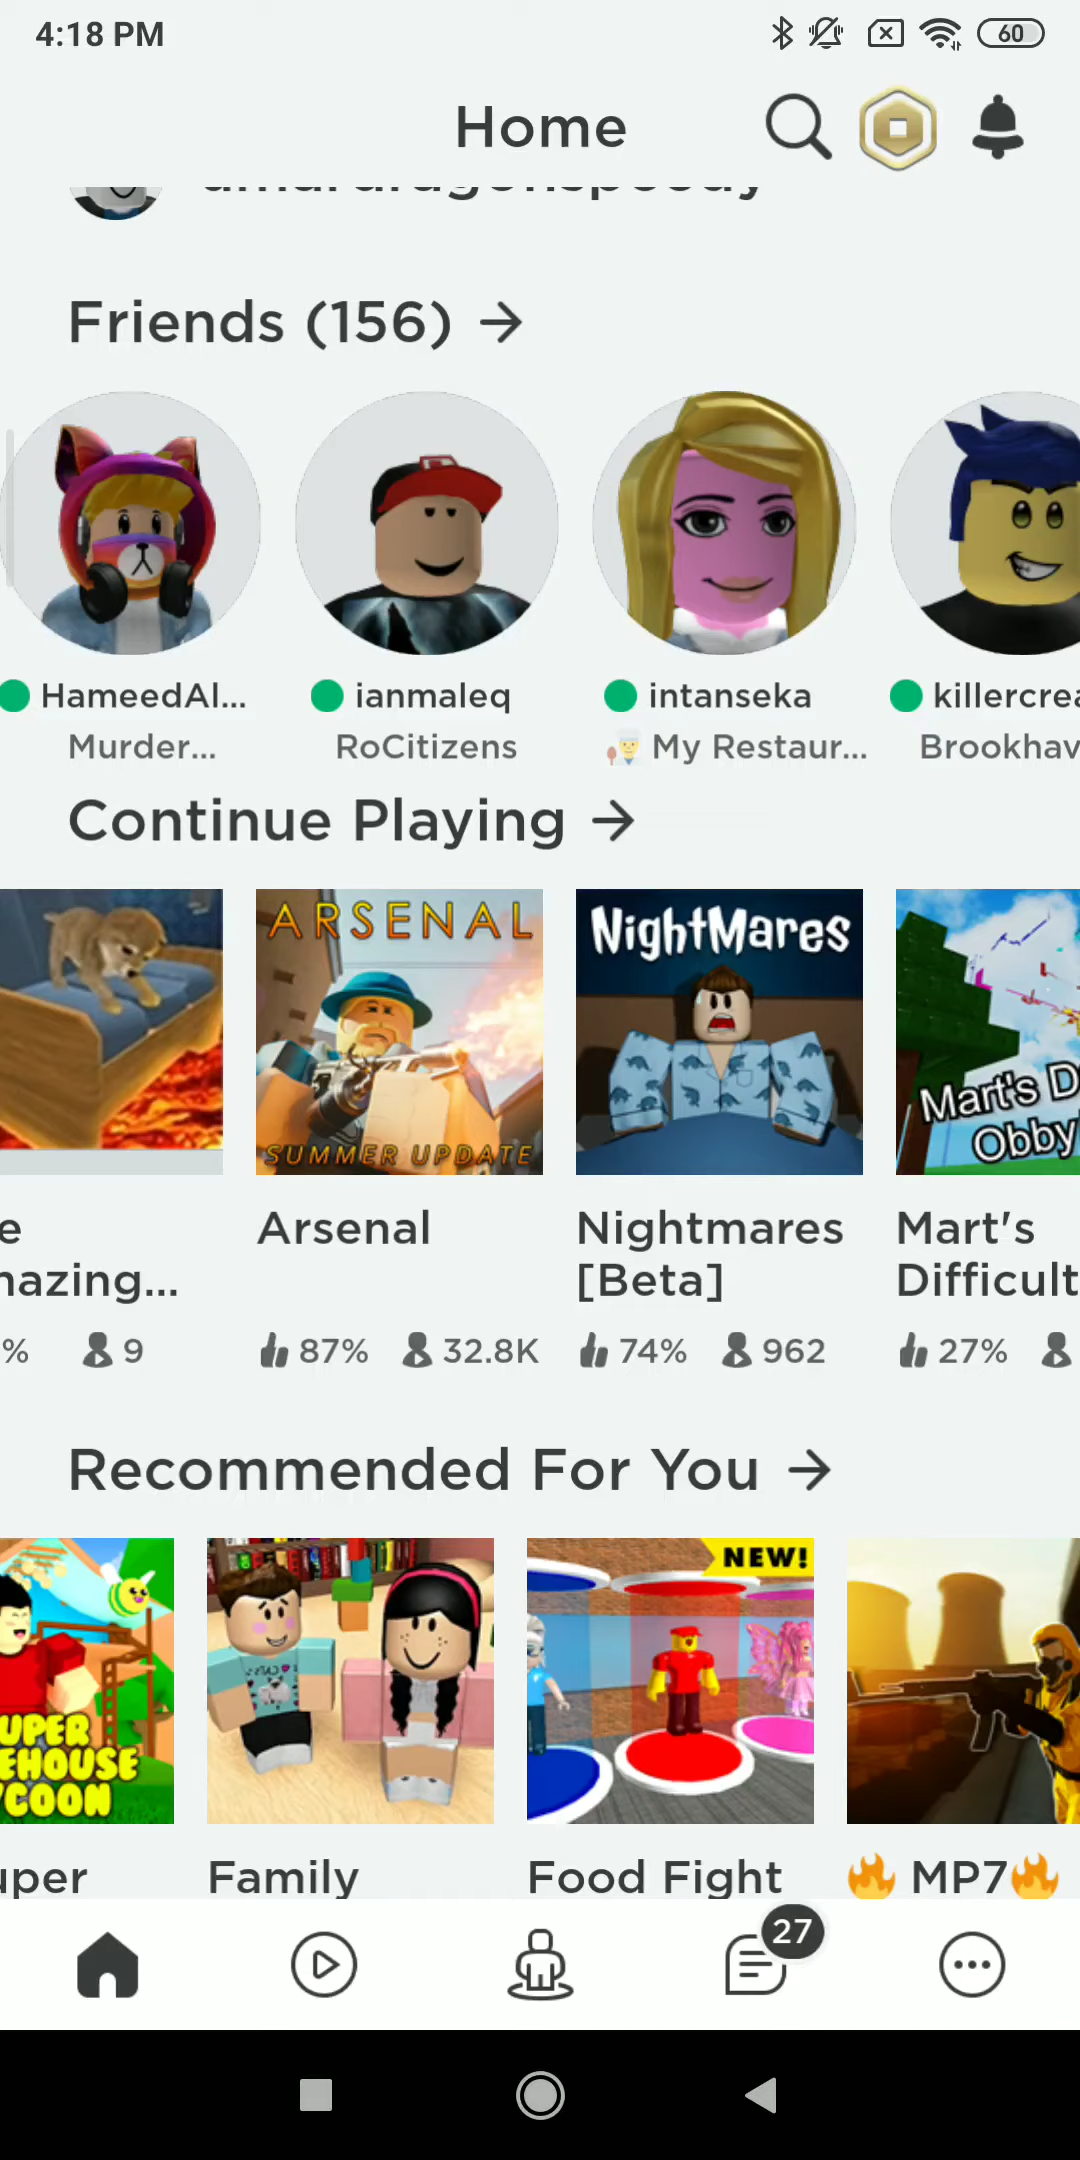 4:18 PM
60
Home
Friends (156)
HameedAl...
ianmaleq
intanseka
killercrea
Murder...
RoCitizens
My Restaur...
Brookhav
Continue Playing
ARSENAL
SUMMER UPDATE
NightMares
Mart's D
Obby
e
Arsenal
Nightmares
Mart's
nazing...
[Beta]
Difficult
%
9
87%
32.8K
74%
962
27%
Recommended For You
UPER
EHOUSE
YCOON
NEW!
uper
Family
Food Fight
🔥 MP7🔥
27